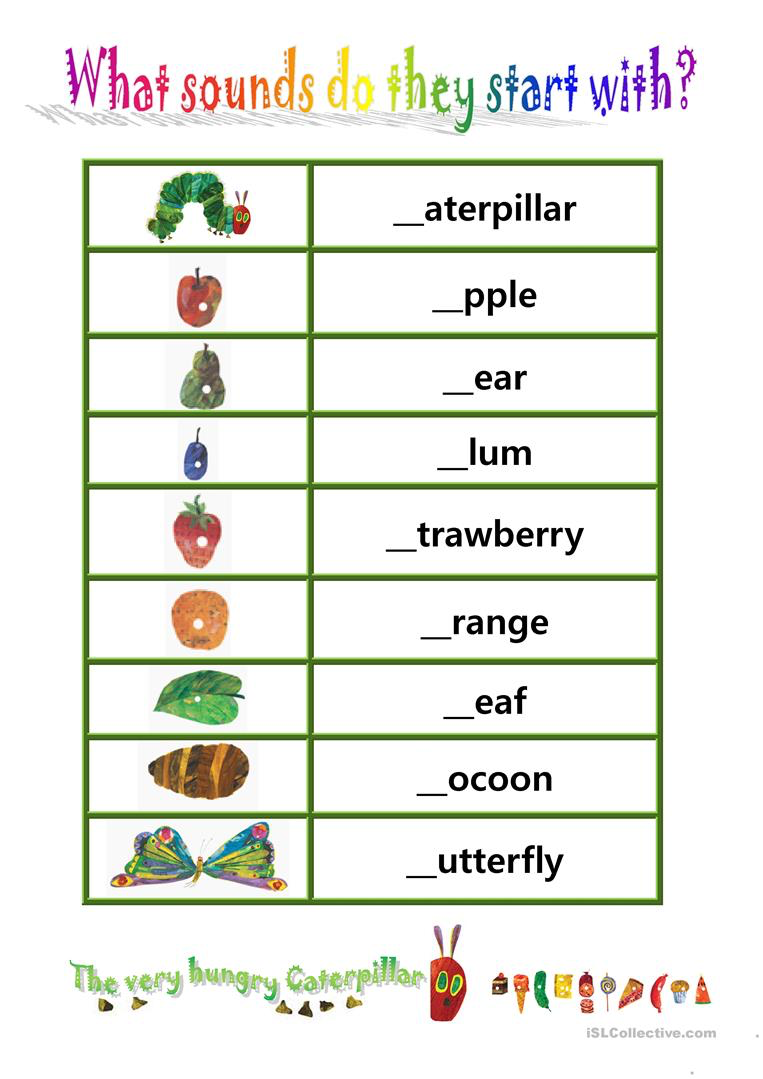 What sounds do they start with?
__aterpillar
__pple
__ear
__lum
__trawberry
__range
__eaf
__ocoon
__utterfly
The very hungry Caterpillar
iSLCollective.com